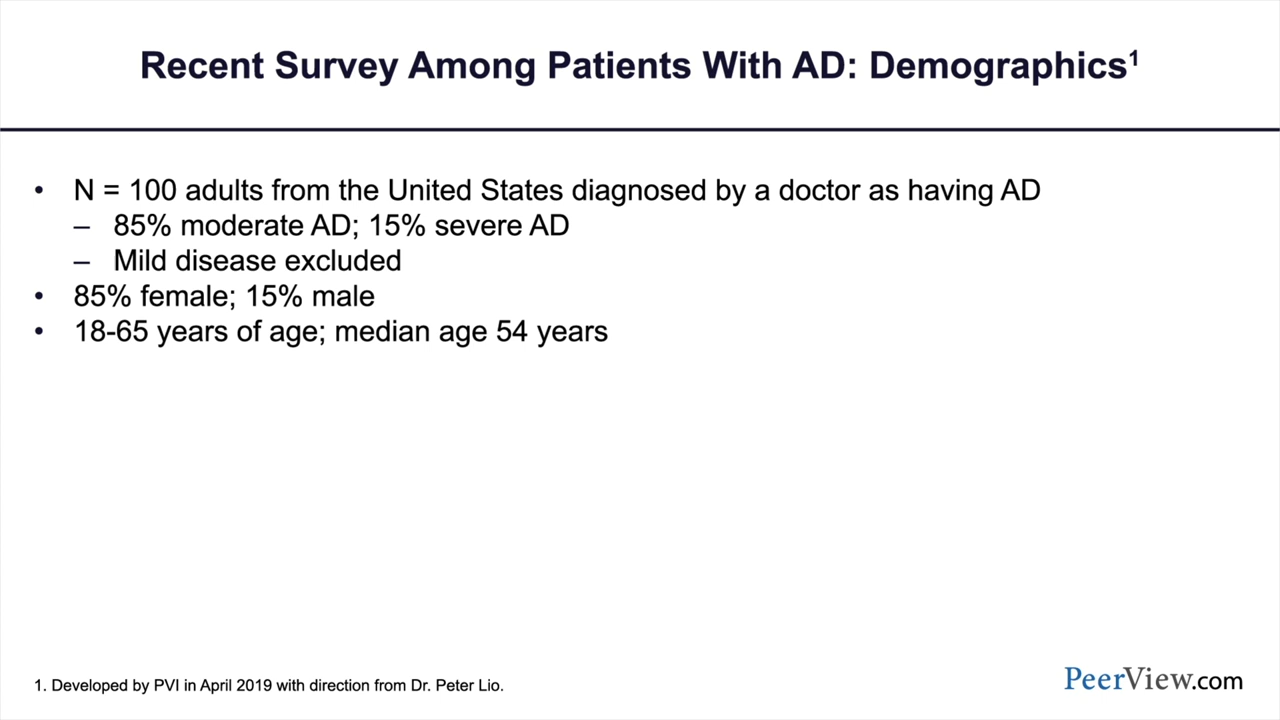 Recent Survey Among Patients With AD: Demographics¹
• N = 100 adults from the United States diagnosed by a doctor as having AD
– 85% moderate AD; 15% severe AD
– Mild disease excluded
• 85% female; 15% male
• 18-65 years of age; median age 54 years
1. Developed by PVI in April 2019 with direction from Dr. Peter Lio.
PeerView.com